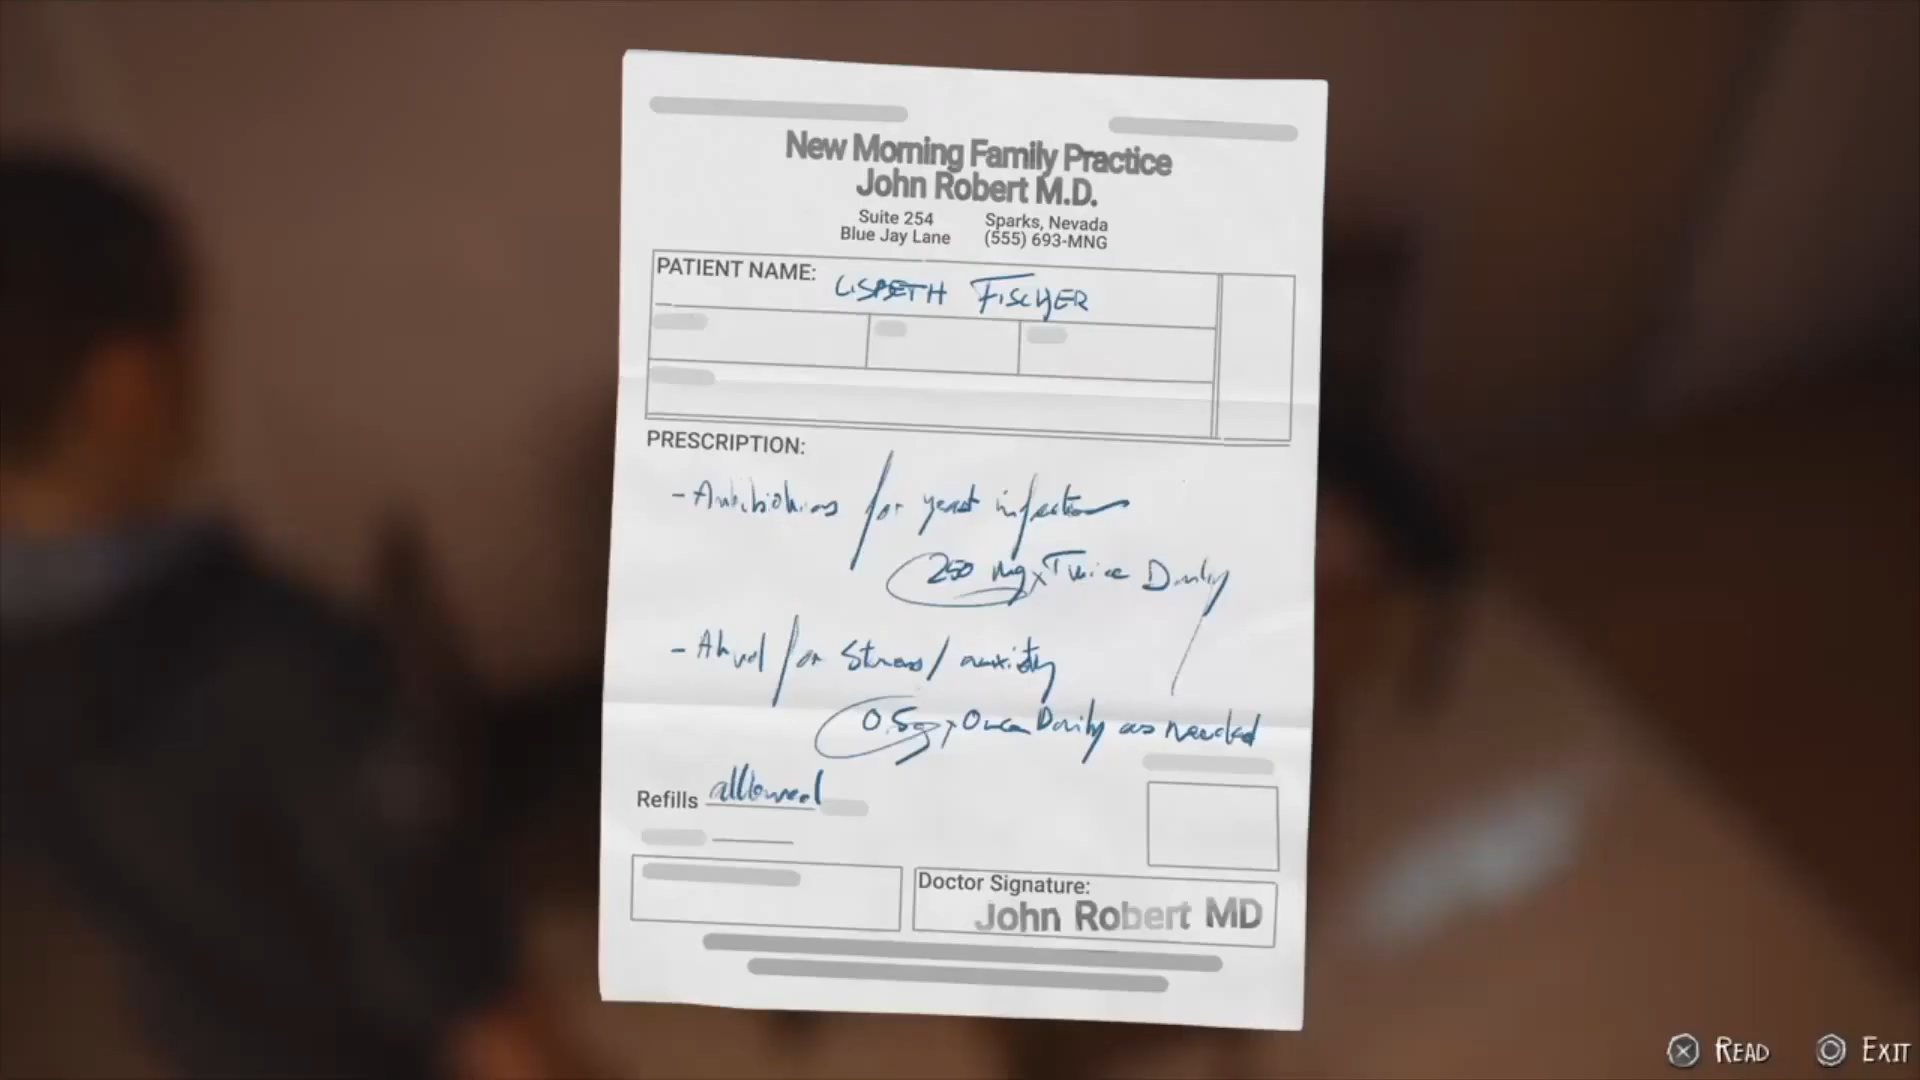 New Morning Family Practice
John Robert M.D.
Suite 254 Sparks, Nevada
Blue Jay Lane (555) 693-MNG
PATIENT NAME: LISBETH FISCHER
PRESCRIPTION:
- Antibiotics for yeast infection
250 mg x Twice Daily
- Ativol for Stress / anxiety
0.5g x Once Daily as needed
Refills allowed
Doctor Signature:
John Robert MD
READ EXIT